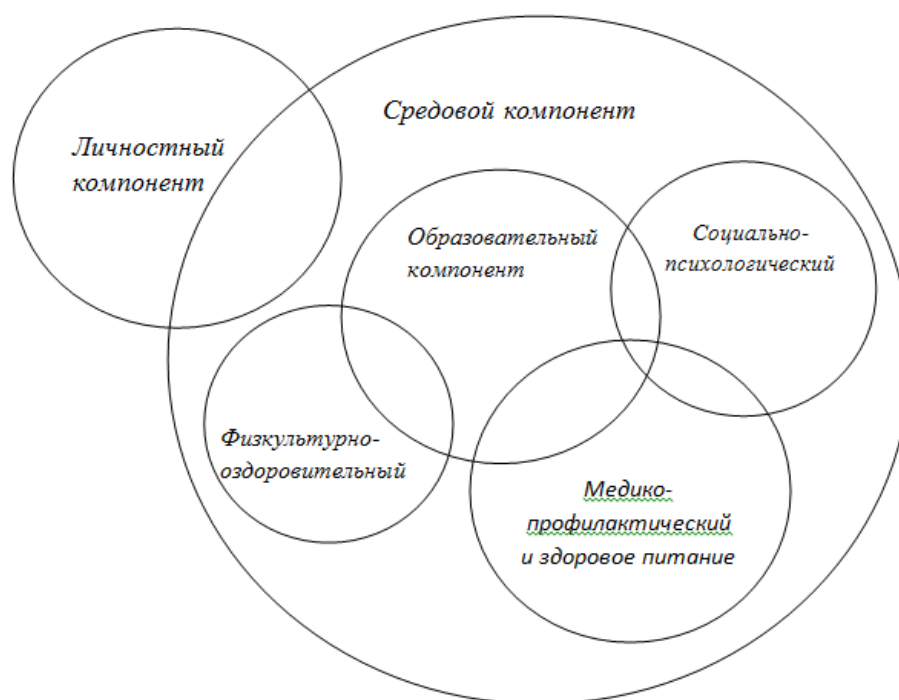 Средовой компонент
Личностный
компонент
Образовательный
компонент
Социально-
психологический
Физкультурно-
оздоровительный
Медико-
профилактический
и здоровое питание